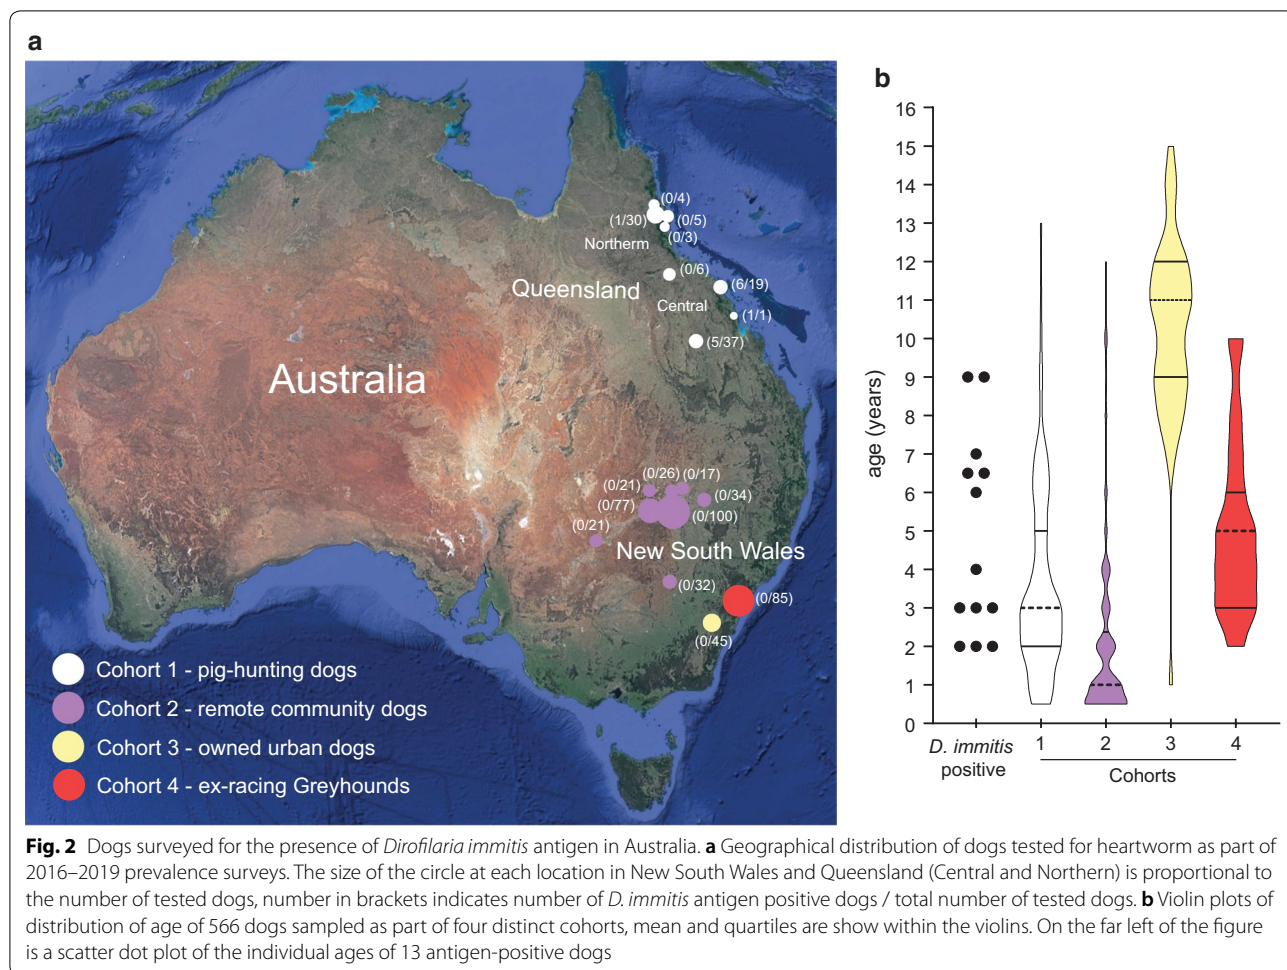 a
(0/4)
(1/30)
(0/5)
(0/3)
Northerm
(0/6)
Queensland
(6/19)
Central
(1/1)
(5/37)
Australia
(0/26)
(0/17)
(0/21)
(0/34)
(0/77)
(0/100)
(0/21)
New South Wales
(0/32)
(0/85)
(0/45)
Cohort 1 - pig-hunting dogs
Cohort 2 - remote community dogs
Cohort 3 - owned urban dogs
Cohort 4 - ex-racing Greyhounds
b
age (years)
16
15
14
13
12
11
10
9
8
7
6
5
4
3
2
1
0
D. immitis
positive
1 2 3 4
Cohorts
Fig. 2 Dogs surveyed for the presence of Dirofilaria immitis antigen in Australia. a Geographical distribution of dogs tested for heartworm as part of
2016–2019 prevalence surveys. The size of the circle at each location in New South Wales and Queensland (Central and Northern) is proportional to
the number of tested dogs, number in brackets indicates number of D. immitis antigen positive dogs / total number of tested dogs. b Violin plots of
distribution of age of 566 dogs sampled as part of four distinct cohorts, mean and quartiles are show within the violins. On the far left of the figure
is a scatter dot plot of the individual ages of 13 antigen-positive dogs